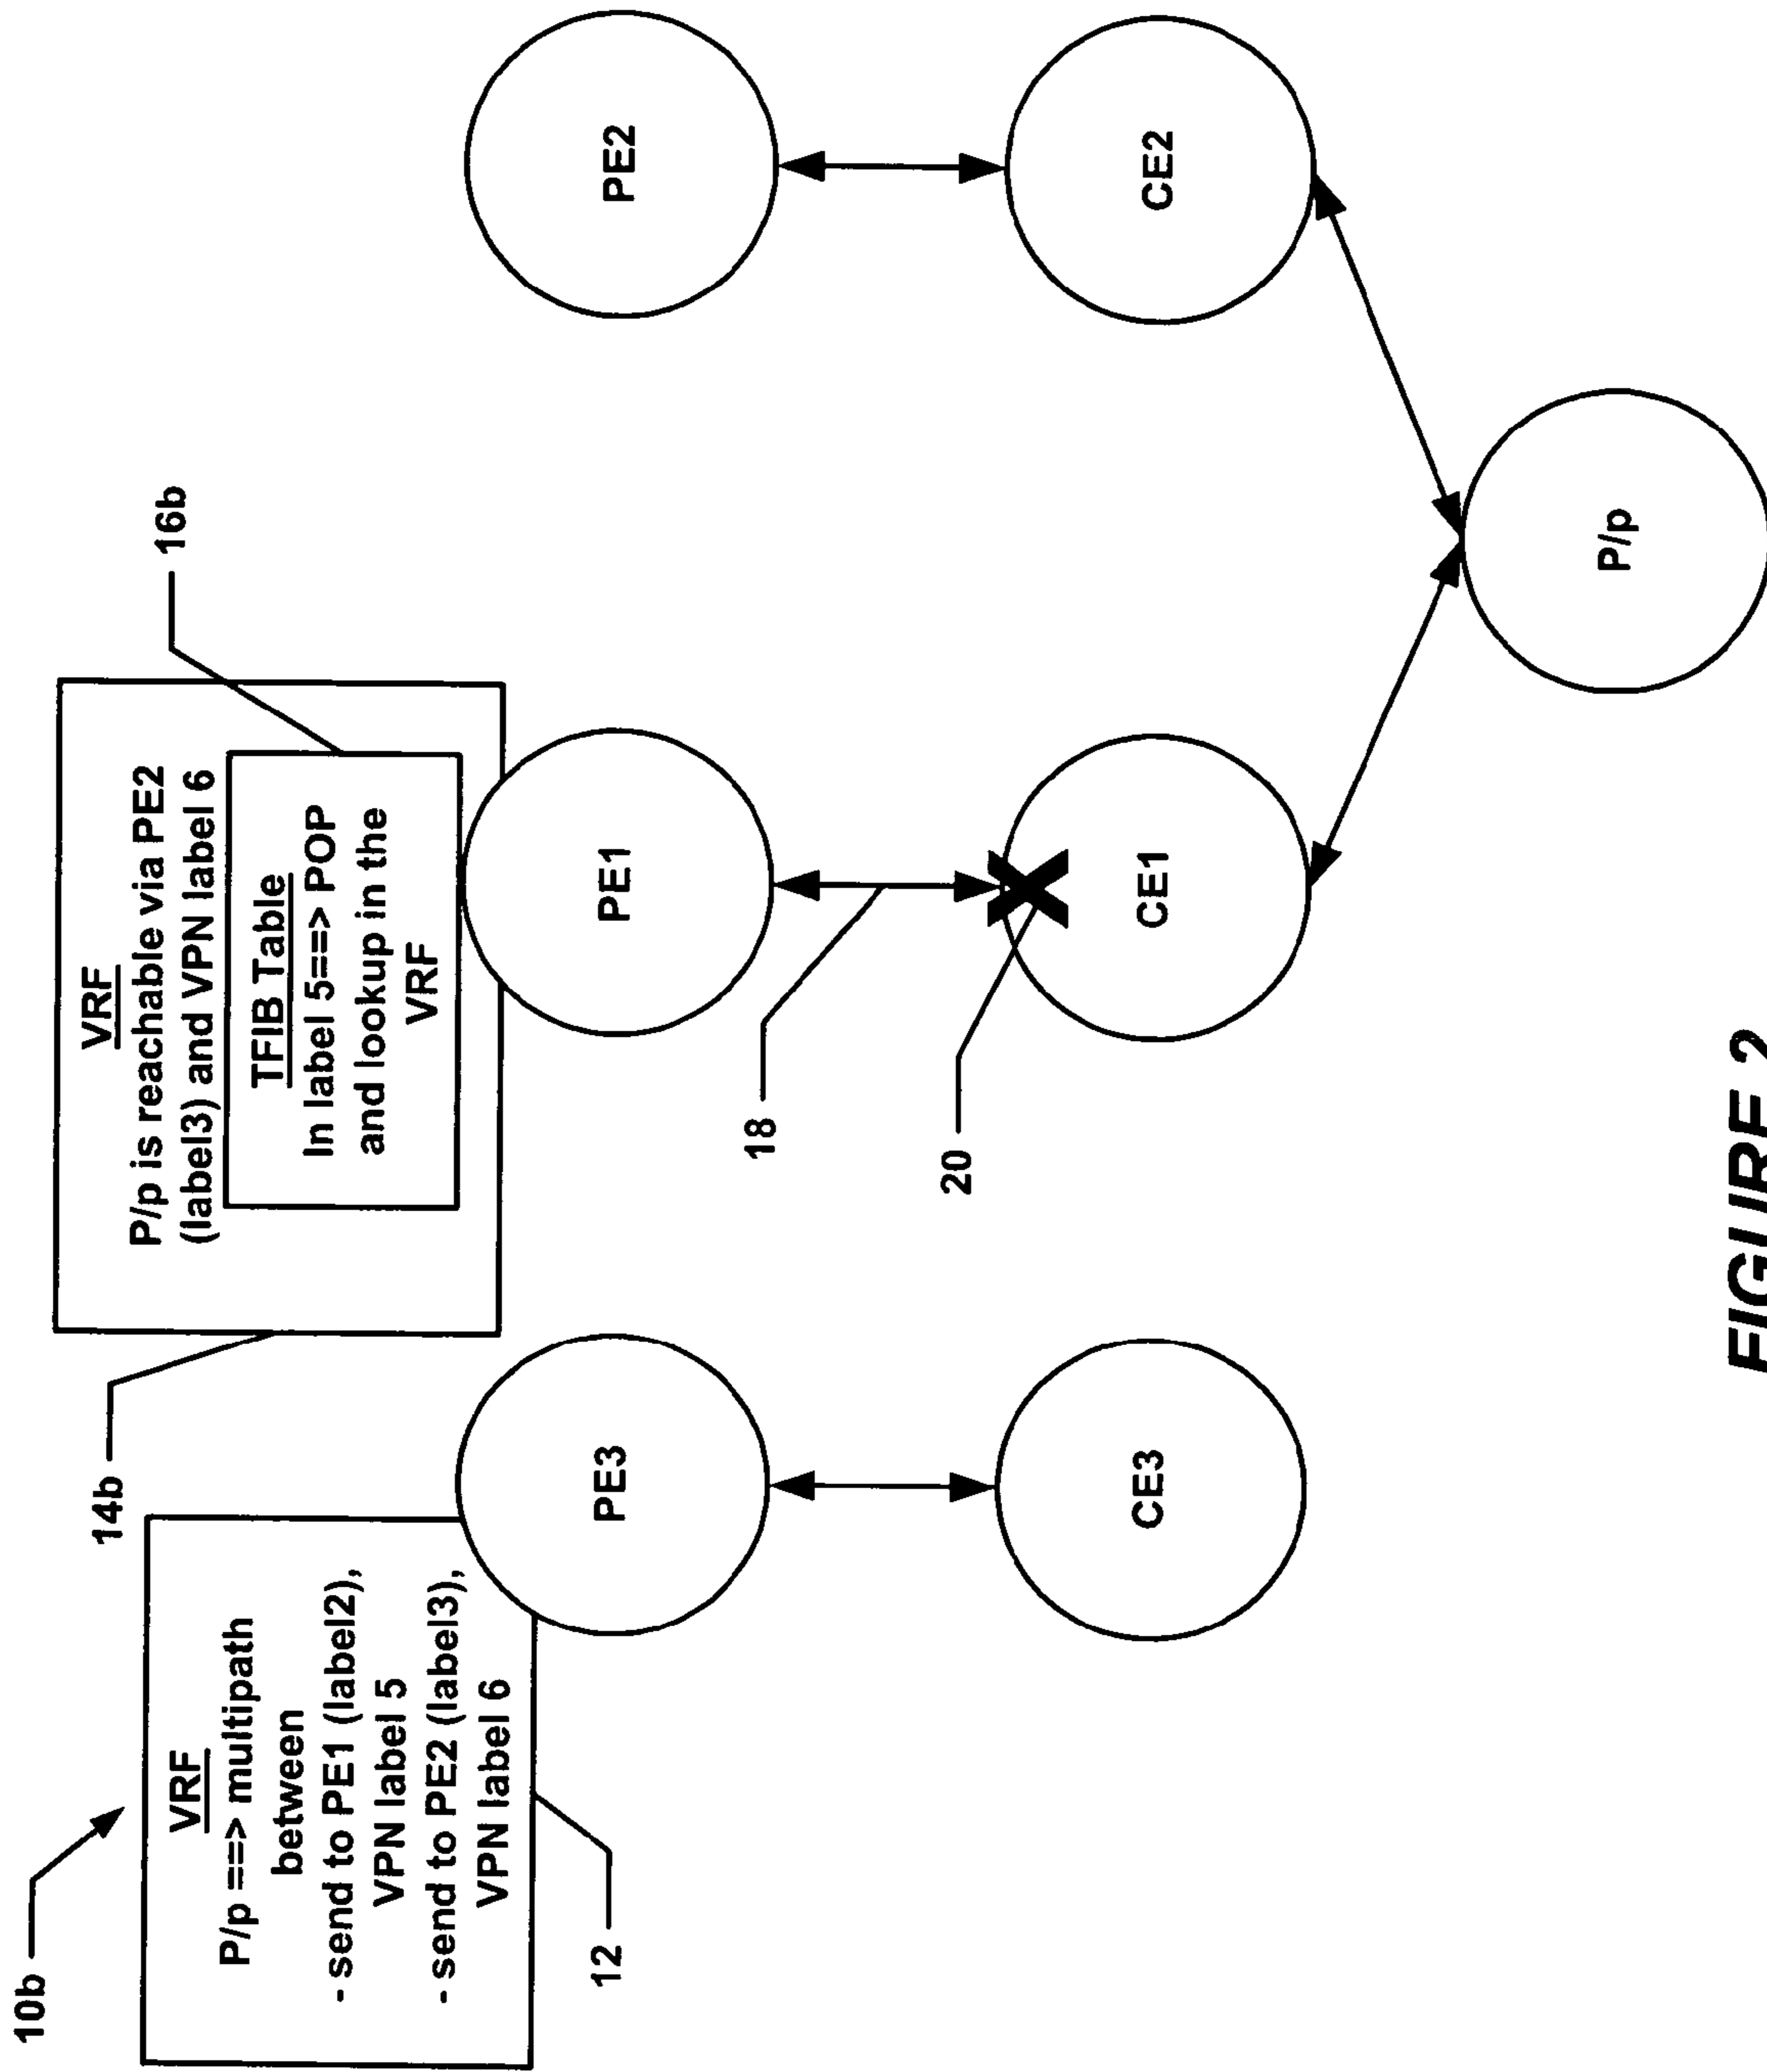 10b
VRF
P/p ==> multipath
between
- send to PE1 (label2),
VPN label 5
- send to PE2 (label3),
VPN label 6
12
14b
VRF
P/p is reachable via PE2
(label3) and VPN label 6
TFIB Table
In label 5==> POP
and lookup in the
VRF
16b
PE3
PE1
PE2
18
20
CE3
CE1
CE2
P/p
FIGURE 2